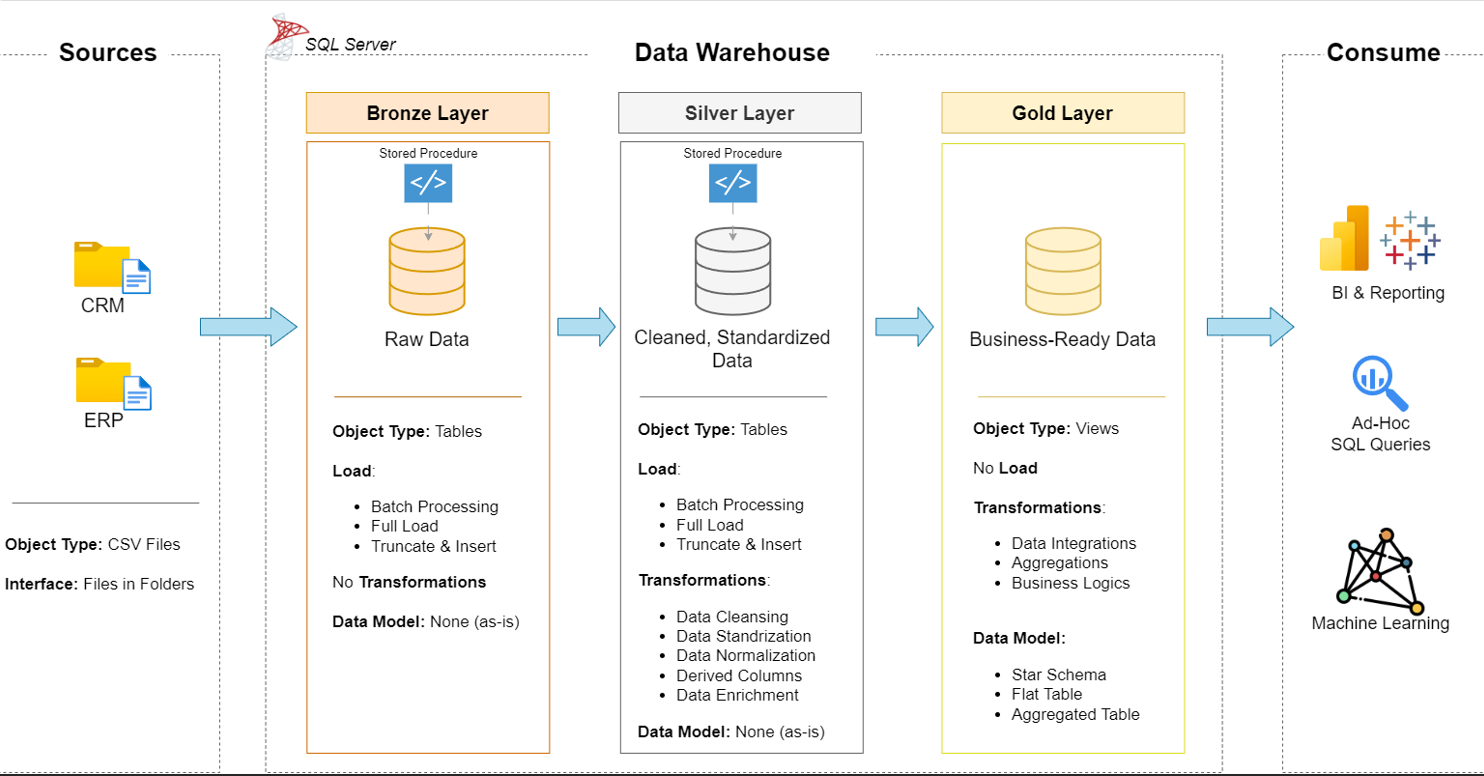 Sources
SQL Server
Data Warehouse
Consume
CRM
ERP
Object Type: CSV Files
Interface: Files in Folders
Bronze Layer
Stored Procedure
</>
Raw Data
Object Type: Tables
Load:
• Batch Processing
• Full Load
• Truncate & Insert
No Transformations
Data Model: None (as-is)
Silver Layer
Stored Procedure
</>
Cleaned, Standardized
Data
Object Type: Tables
Load:
• Batch Processing
• Full Load
• Truncate & Insert
Transformations:
• Data Cleansing
• Data Standrization
• Data Normalization
• Derived Columns
• Data Enrichment
Data Model: None (as-is)
Gold Layer
Business-Ready Data
Object Type: Views
No Load
Transformations:
• Data Integrations
• Aggregations
• Business Logics
Data Model:
• Star Schema
• Flat Table
• Aggregated Table
BI & Reporting
Ad-Hoc
SQL Queries
Machine Learning